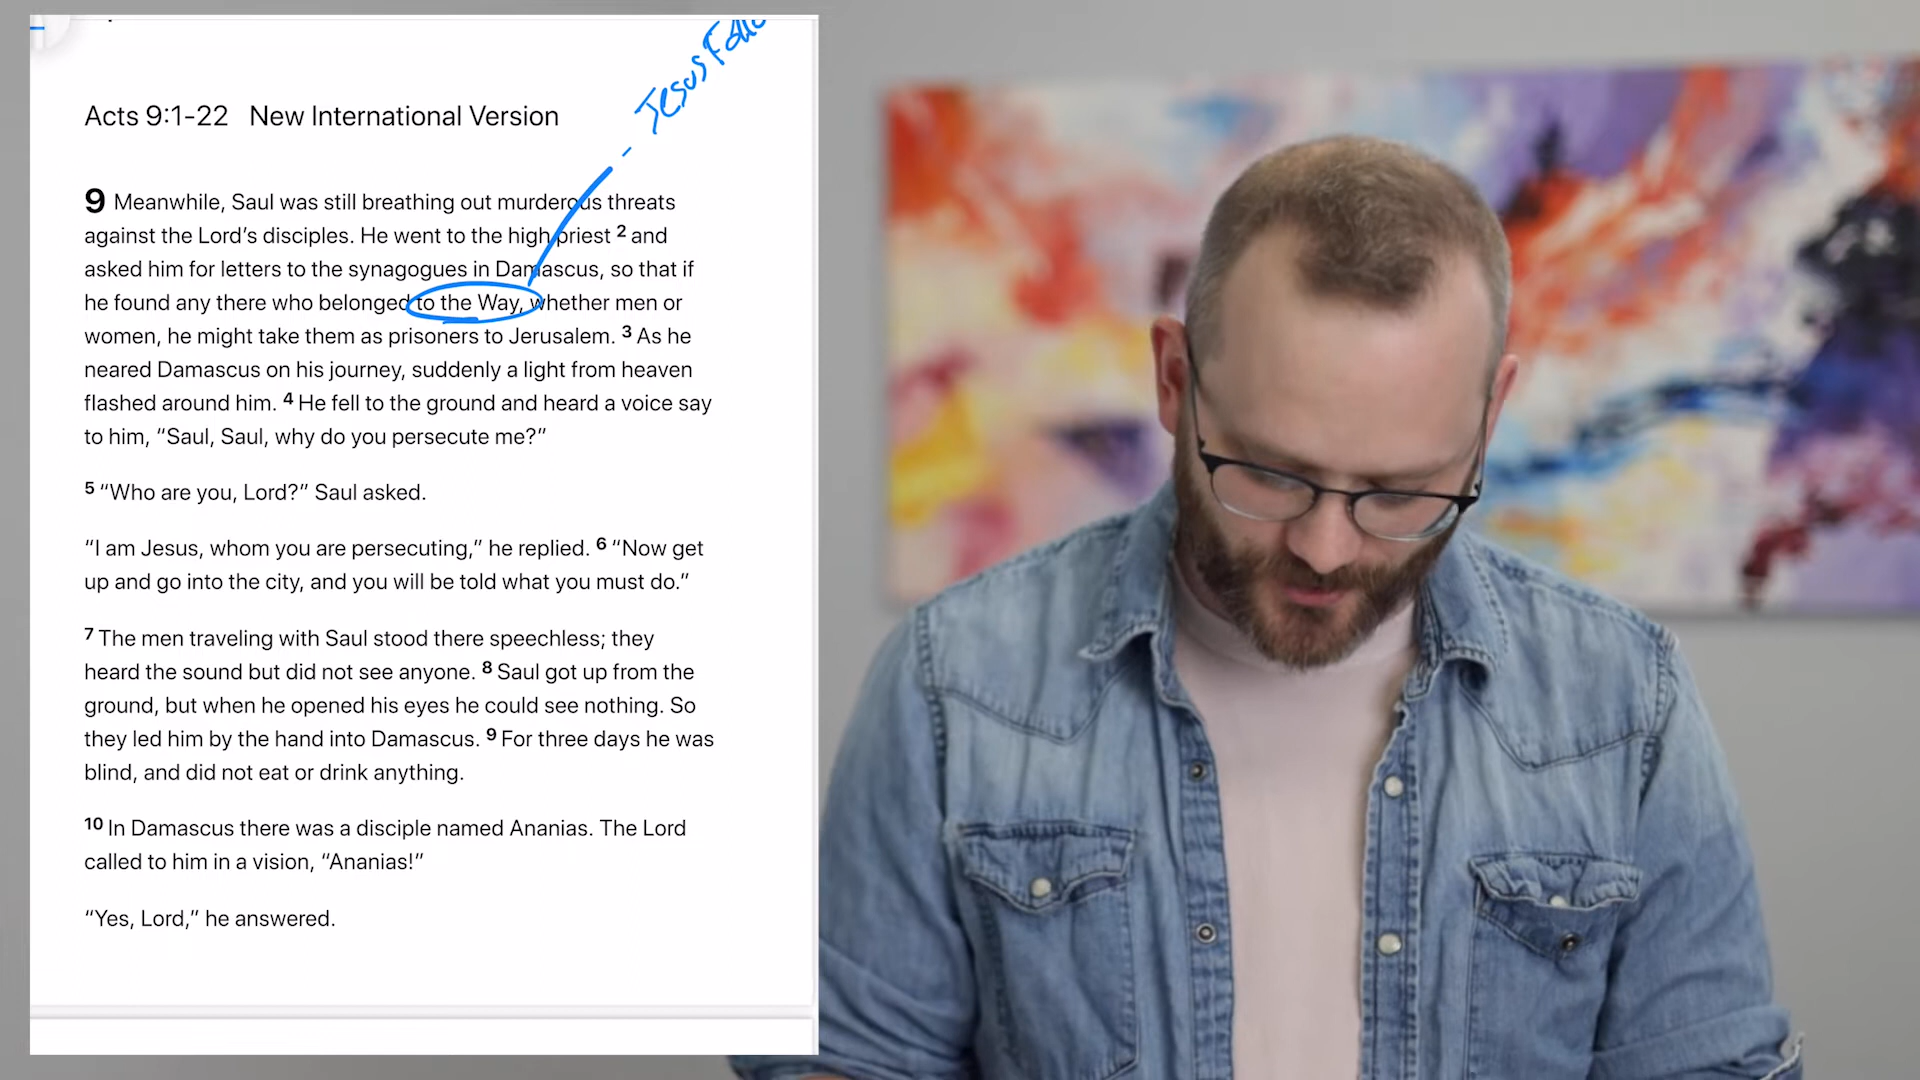 Jesus
Acts 9:1-22 New International Version
9 Meanwhile, Saul was still breathing out murderous threats
against the Lord’s disciples. He went to the high priest 2 and
asked him for letters to the synagogues in Damascus, so that if
he found any there who belonged to the Way, whether men or
women, he might take them as prisoners to Jerusalem. 3 As he
neared Damascus on his journey, suddenly a light from heaven
flashed around him. 4 He fell to the ground and heard a voice say
to him, “Saul, Saul, why do you persecute me?”
5 “Who are you, Lord?” Saul asked.
“I am Jesus, whom you are persecuting,” he replied. 6 “Now get
up and go into the city, and you will be told what you must do.”
7 The men traveling with Saul stood there speechless; they
heard the sound but did not see anyone. 8 Saul got up from the
ground, but when he opened his eyes he could see nothing. So
they led him by the hand into Damascus. 9 For three days he was
blind, and did not eat or drink anything.
10 In Damascus there was a disciple named Ananias. The Lord
called to him in a vision, “Ananias!”
“Yes, Lord,” he answered.